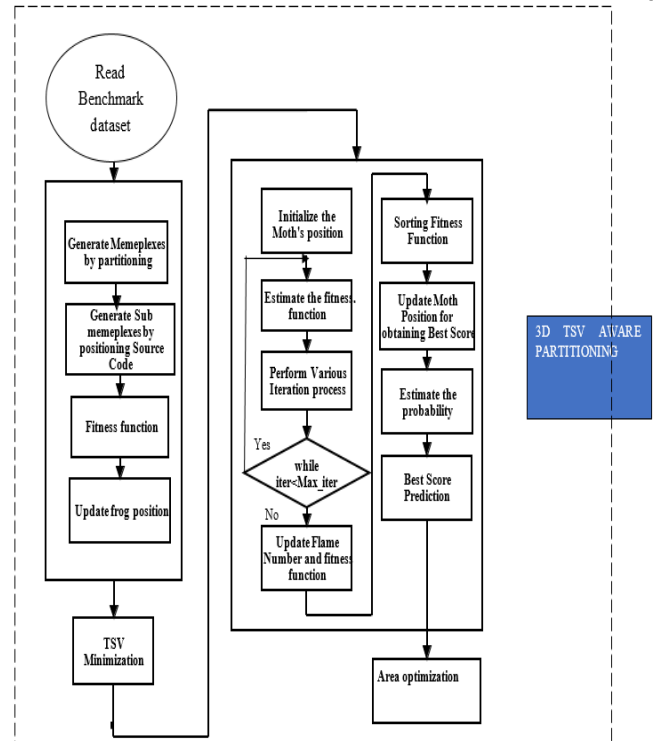 Read
Benchmark
dataset
Generate Memeplexes
by partitioning
Generate Sub
memeplexes by
positioning Source
Code
Fitness function
Update frog position
TSV
Minimization
Initialize the
Moth's position
Estimate the fitness.
function
Perform Various
Iteration process
Yes
while
iter<Max_iter
No
Update Flame
Number and fitness
function
Sorting Fitness
Function
Update Moth
Position for
obtaining Best Score
Estimate the
probability
Best Score
Prediction
Area optimization
3D TSV AWARE
PARTITIONING